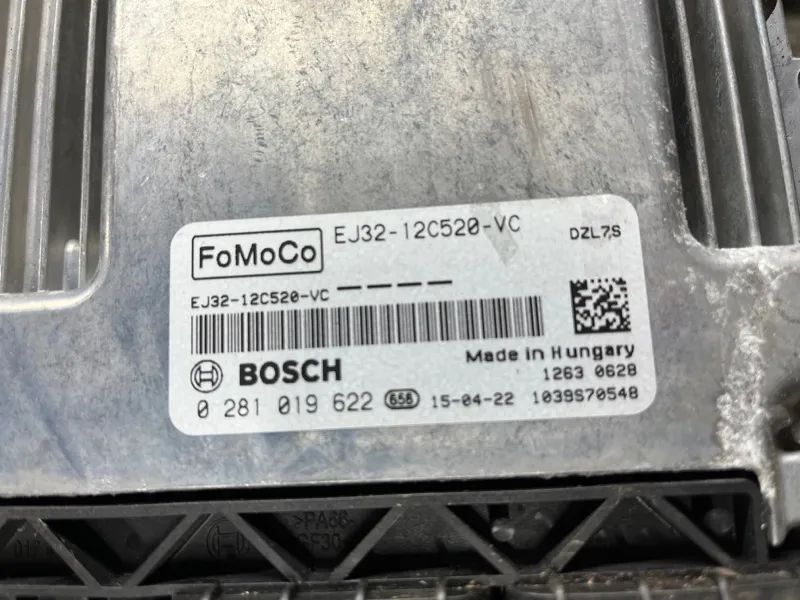 FoMoCo EJ32-12C520-VC DZL7S
EJ32-12C520-VC ----
BOSCH Made in Hungary
1263 0628
0 281 019 622 656 15-04-22 1039S70548
>PA66-